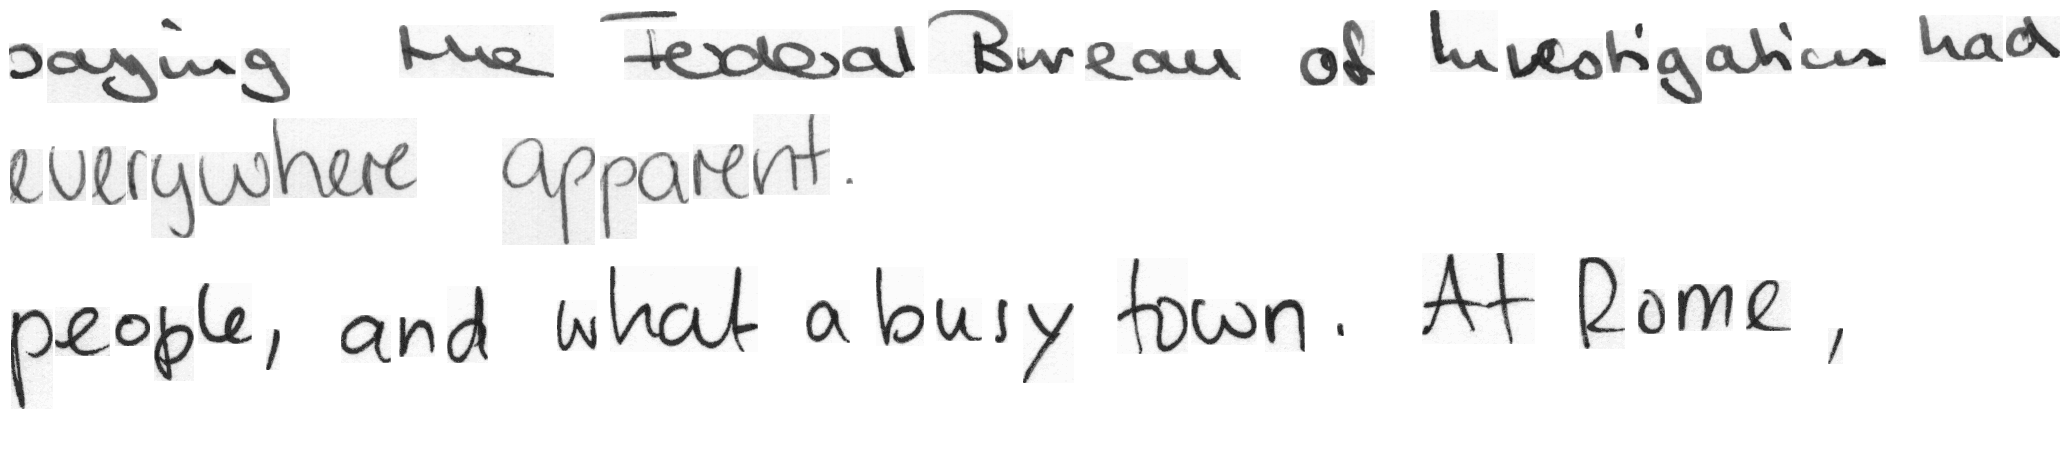 saying the Federal Bureau of Investigation had
everywhere apparent.
people, and what a busy town. At Rome,